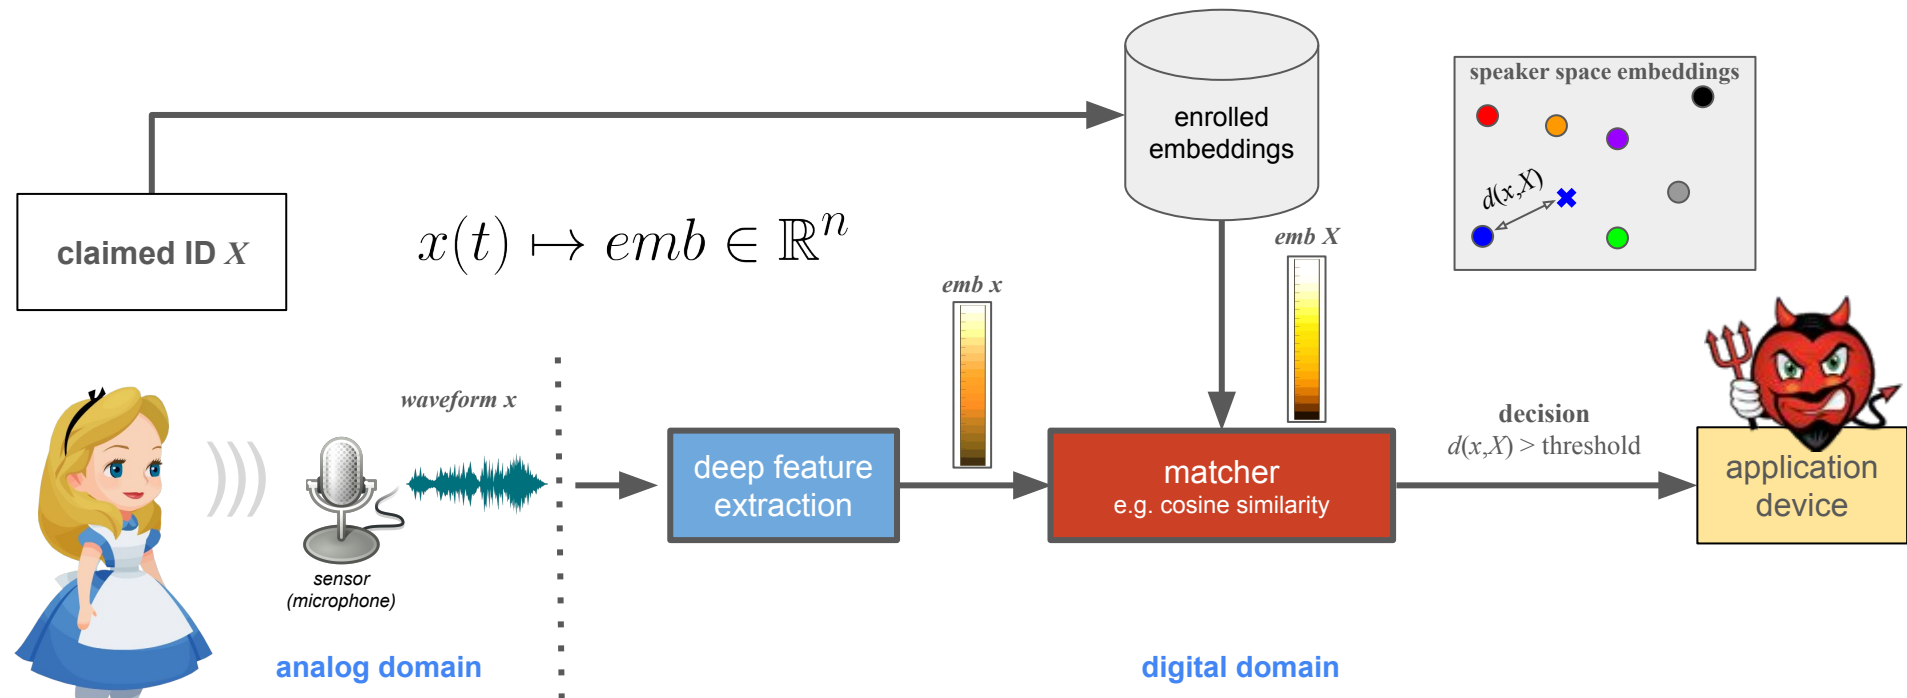 speaker space embeddings
enrolled
embeddings
d(x,X)
claimed ID X
x(t) ↦ emb ∈ ℝⁿ
emb X
emb x
waveform x
decision
d(x,X) > threshold
deep feature
extraction
matcher
e.g. cosine similarity
application
device
sensor
(microphone)
analog domain
digital domain